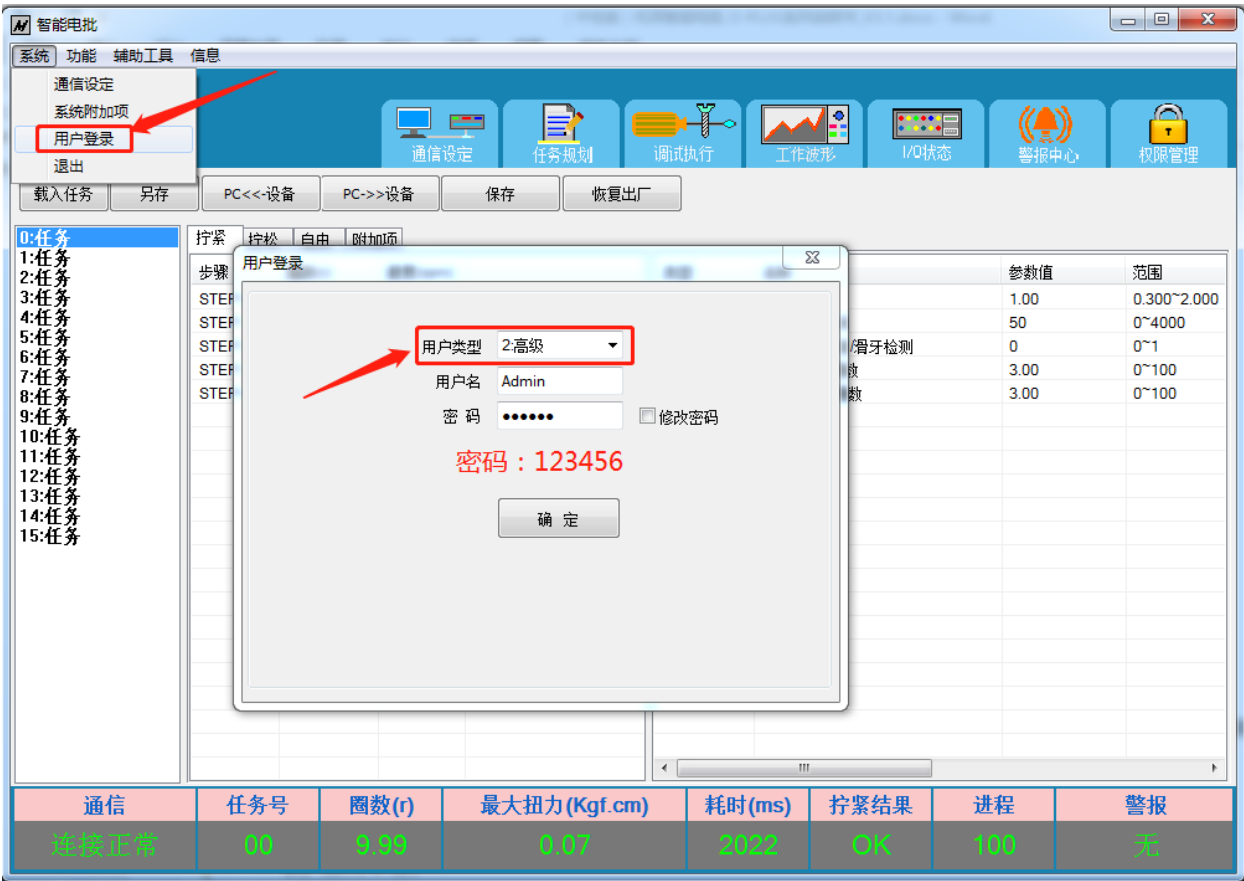 智能电批
系统 功能 辅助工具 信息
通信设定
系统附加项
用户登录
退出
通信设定 任务规划 调试执行 工作波形 I/O状态 警报中心 权限管理
载入任务 另存 PC<<-设备 PC->>设备 保存 恢复出厂
0:任务
1:任务
2:任务
3:任务
4:任务
5:任务
6:任务
7:任务
8:任务
9:任务
10:任务
11:任务
12:任务
13:任务
14:任务
15:任务
拧紧 拧松 自由 附加项
步骤 参数值 范围
STEP 1.00 0.300~2.000
STEP 50 0~4000
STEP /滑牙检测 0 0~1
STEP 数 3.00 0~100
STEP 数 3.00 0~100
用户登录
用户类型 2:高级
用户名 Admin
密 码 ●●●●●● 修改密码
密码：123456
确 定
通信 任务号 圈数(r) 最大扭力(Kgf.cm) 耗时(ms) 拧紧结果 进程 警报
连接正常 00 9.99 0.07 2022 OK 100 无